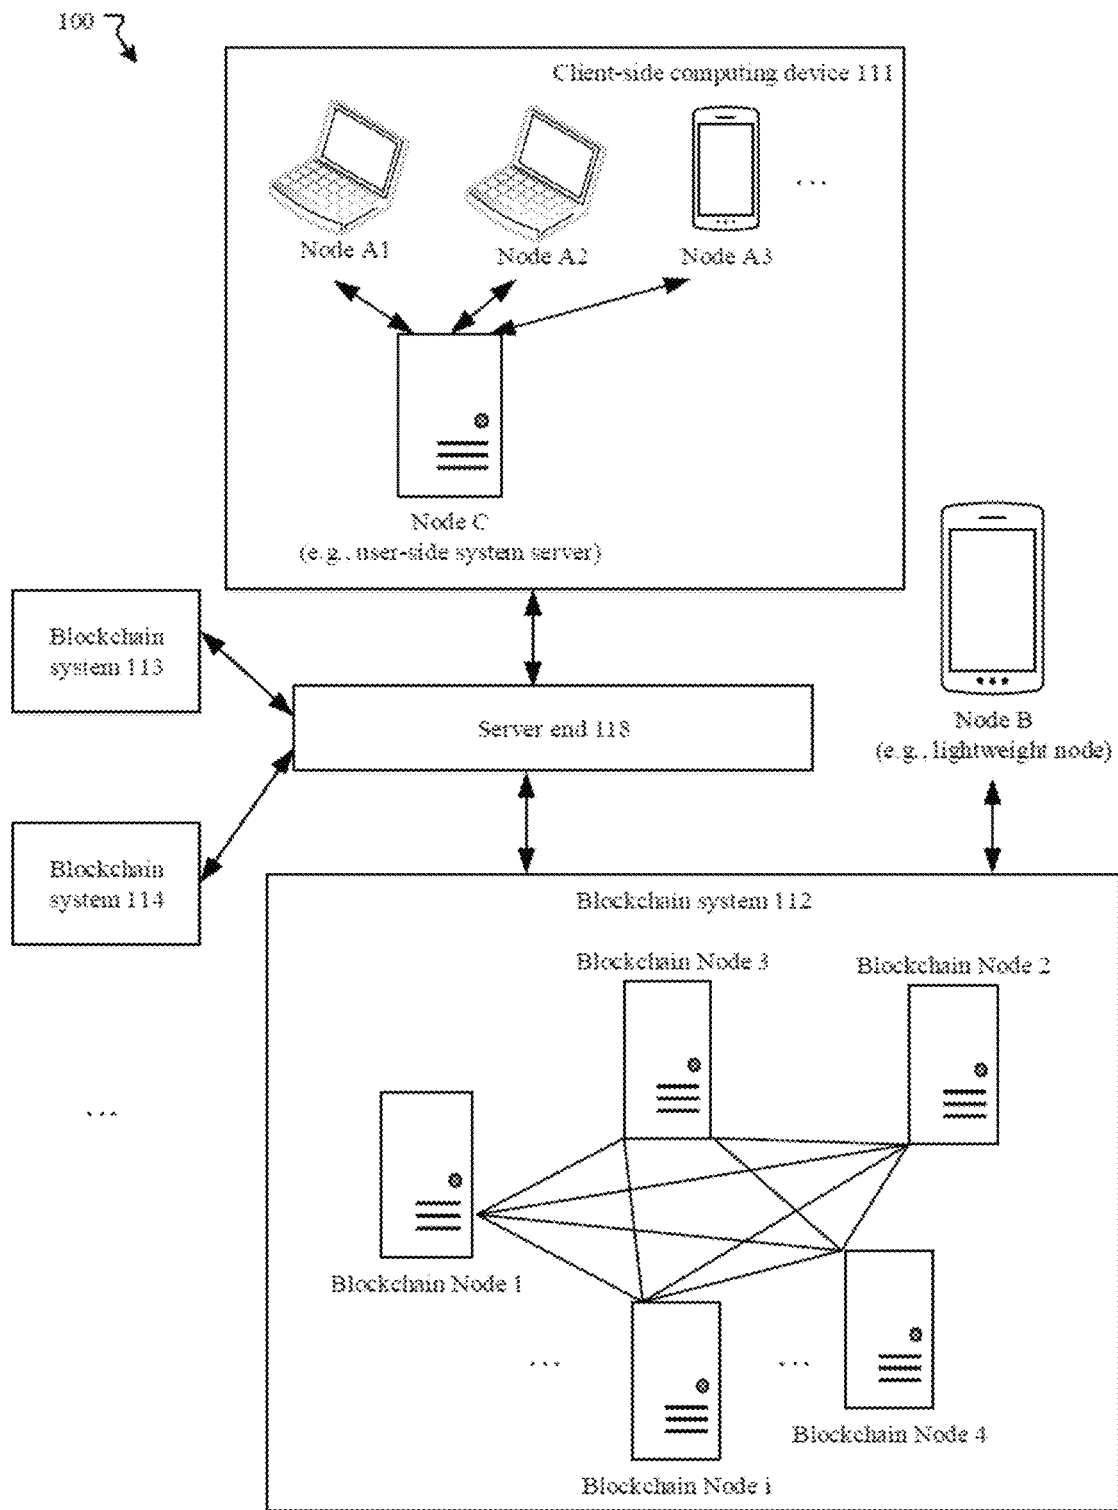 100
Client-side computing device 111
Node A1
Node A2
Node A3
...
Node C
(e.g., user-side system server)
Blockchain
system 113
Server end 118
Node B
(e.g., lightweight node)
Blockchain
system 114
Blockchain system 112
Blockchain Node 3
Blockchain Node 2
...
Blockchain Node 1
...
...
Blockchain Node 4
Blockchain Node i